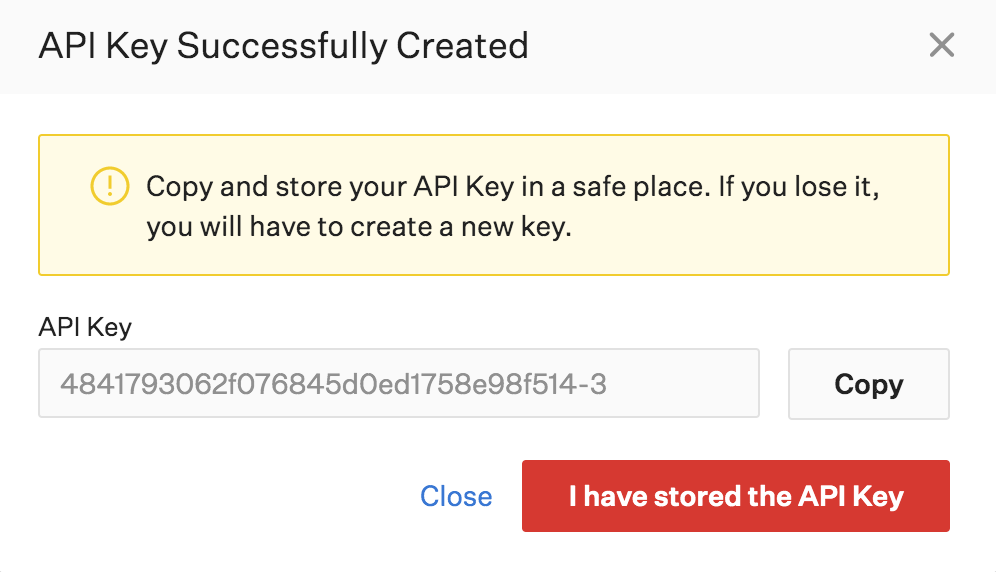 API Key Successfully Created
Copy and store your API Key in a safe place. If you lose it,
you will have to create a new key.
API Key
4841793062f076845d0ed1758e98f514-3
Copy
Close
I have stored the API Key